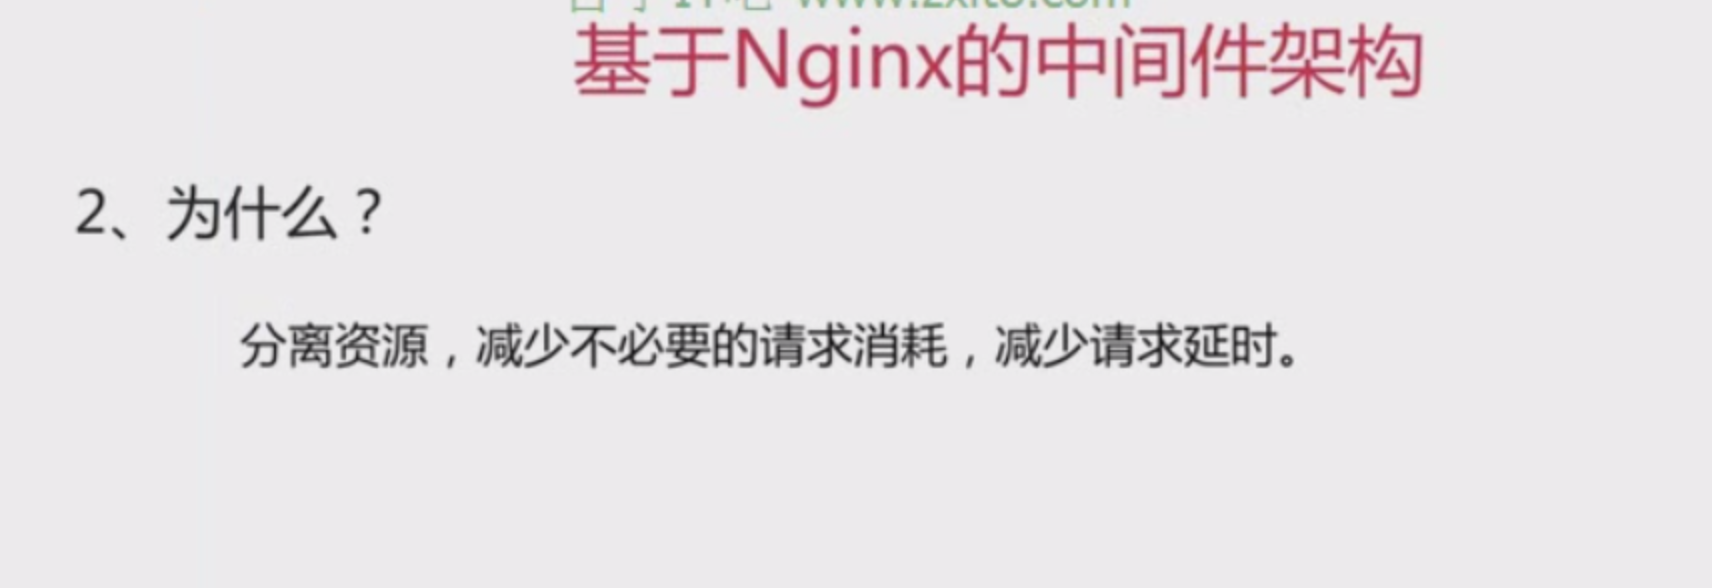 www.zxit8.com
基于Nginx的中间件架构
2、为什么？
分离资源，减少不必要的请求消耗，减少请求延时。